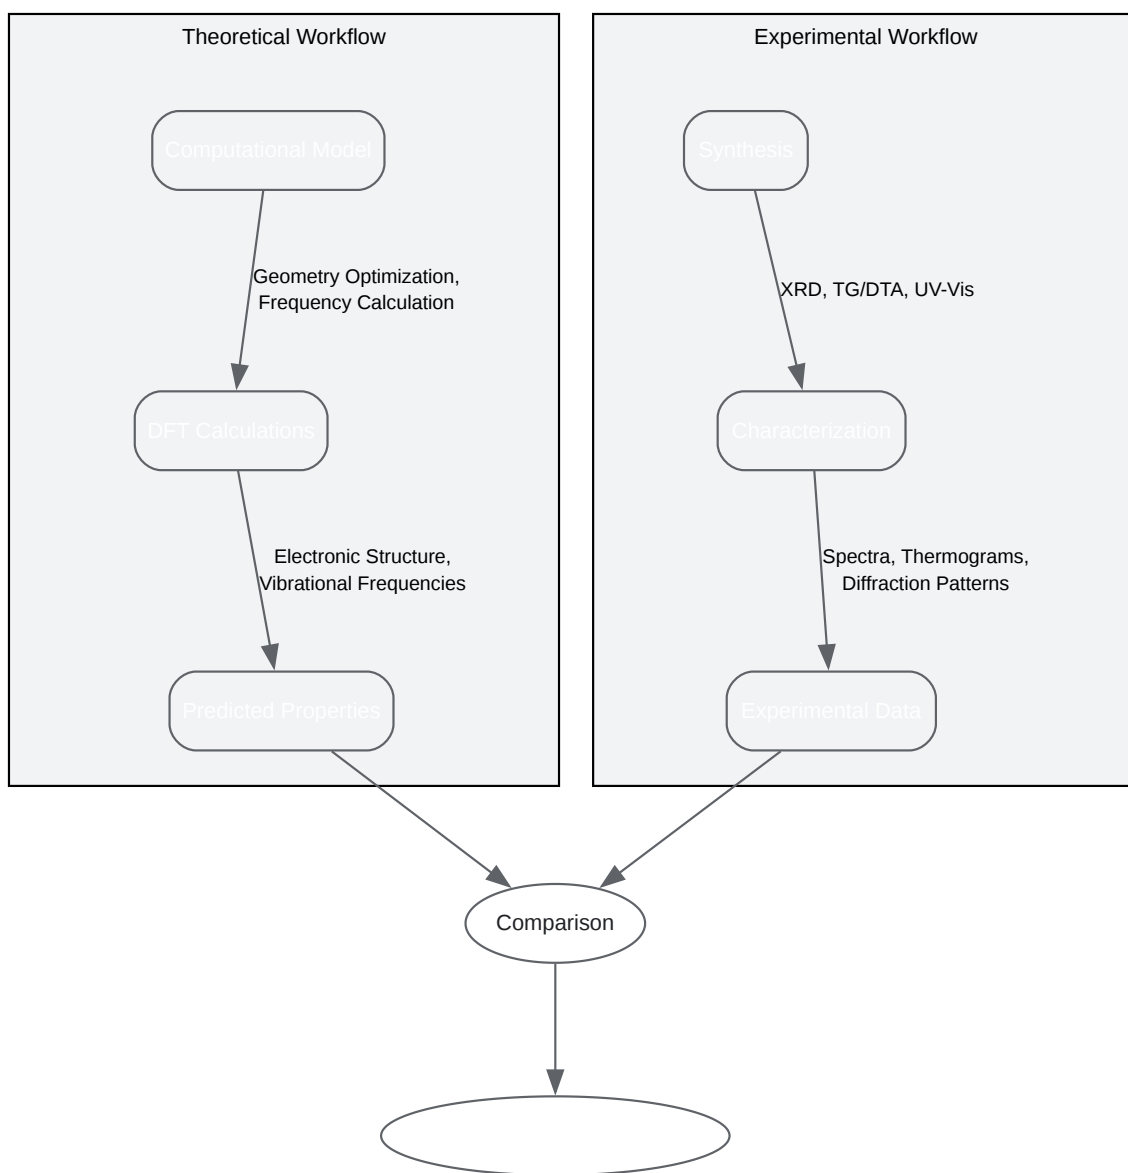 Theoretical Workflow
Computational Model
Geometry Optimization,
Frequency Calculation
DFT Calculations
Electronic Structure,
Vibrational Frequencies
Predicted Properties
Experimental Workflow
Synthesis
XRD, TG/DTA, UV-Vis
Characterization
Spectra, Thermograms,
Diffraction Patterns
Experimental Data
Comparison